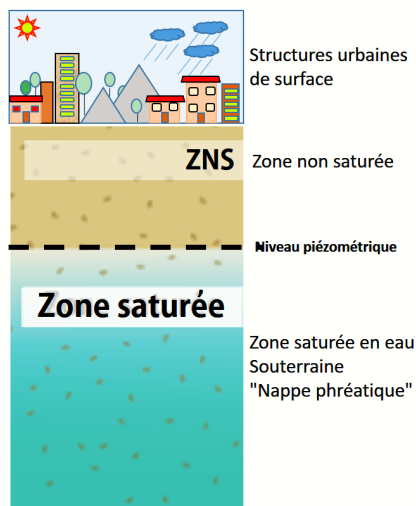 Structures urbaines
de surface
ZNS
Zone non saturée
Niveau piézométrique
Zone saturée
Zone saturée en eau
Souterraine
"Nappe phréatique"